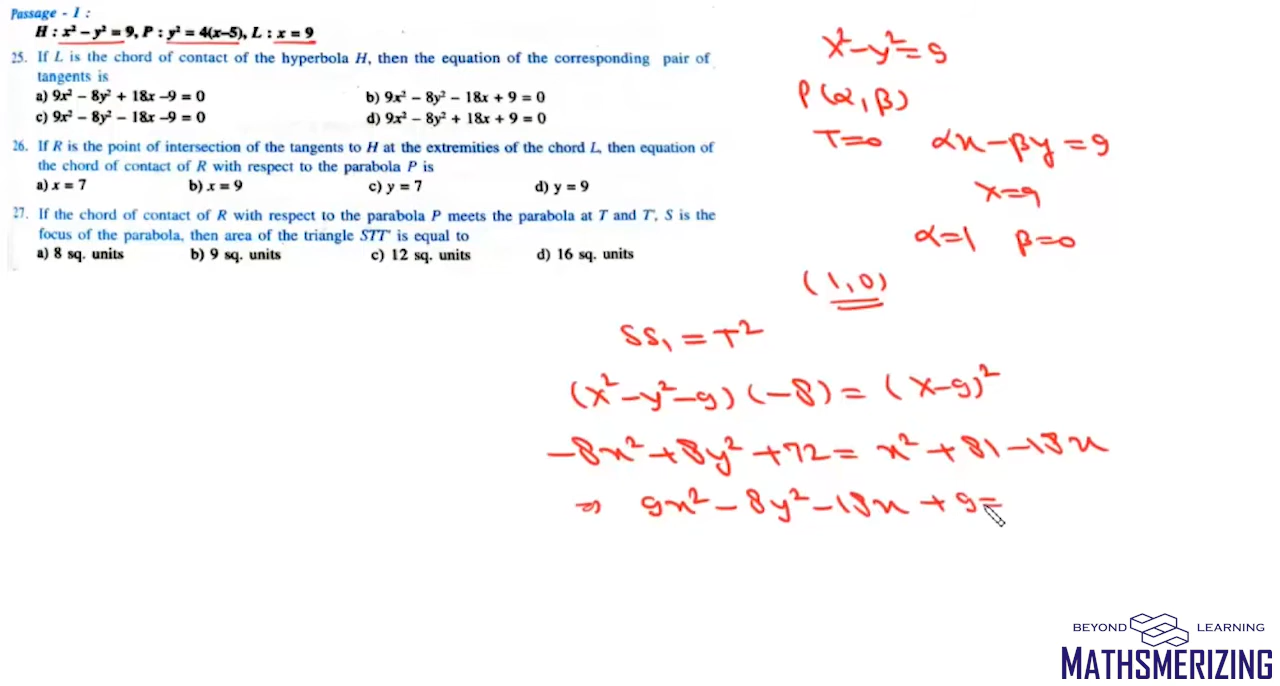 Passage - 1 :
H : x² – y² = 9, P : y² = 4(x–5), L : x = 9
25. If L is the chord of contact of the hyperbola H, then the equation of the corresponding pair of
tangents is
a) 9x² – 8y² + 18x –9 = 0 b) 9x² – 8y² – 18x + 9 = 0
c) 9x² – 8y² – 18x –9 = 0 d) 9x² – 8y² + 18x + 9 = 0
26. If R is the point of intersection of the tangents to H at the extremities of the chord L, then equation of
the chord of contact of R with respect to the parabola P is
a) x = 7 b) x = 9 c) y = 7 d) y = 9
27. If the chord of contact of R with respect to the parabola P meets the parabola at T and T', S is the
focus of the parabola, then area of the triangle STT' is equal to
a) 8 sq. units b) 9 sq. units c) 12 sq. units d) 16 sq. units
x² – y² = 9
P(α, β)
T=0 αx – βy = 9
x=9
α=1 β=0
(1,0)
SS₁ = T²
(x² – y² – 9) (–8) = (x–9)²
–8x² + 8y² + 72 = x² + 81 – 18x
⇒ 9x² – 8y² – 18x + 9 =
BEYOND LEARNING
MATHSMERIZING